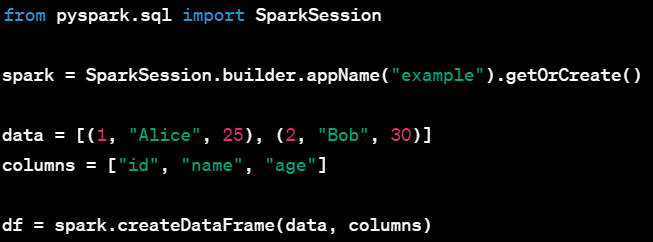 from pyspark.sql import SparkSession
spark = SparkSession.builder.appName("example").getOrCreate()
data = [(1, "Alice", 25), (2, "Bob", 30)]
columns = ["id", "name", "age"]
df = spark.createDataFrame(data, columns)